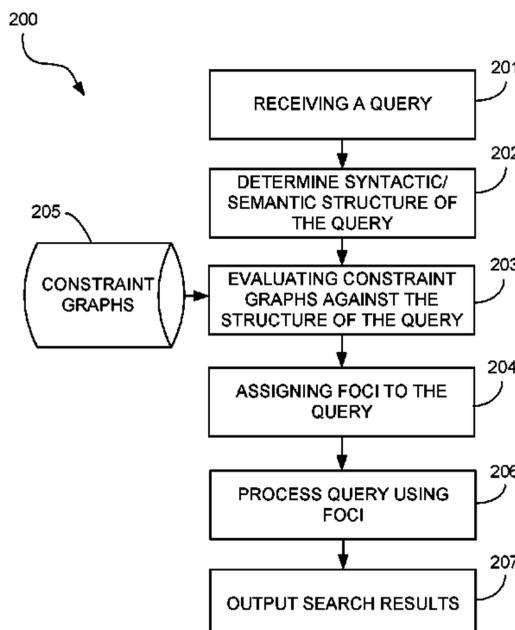 200
201
RECEIVING A QUERY
202
DETERMINE SYNTACTIC/
SEMANTIC STRUCTURE OF
THE QUERY
205
CONSTRAINT
GRAPHS
203
EVALUATING CONSTRAINT
GRAPHS AGAINST THE
STRUCTURE OF THE QUERY
204
ASSIGNING FOCI TO THE
QUERY
206
PROCESS QUERY USING
FOCI
207
OUTPUT SEARCH RESULTS